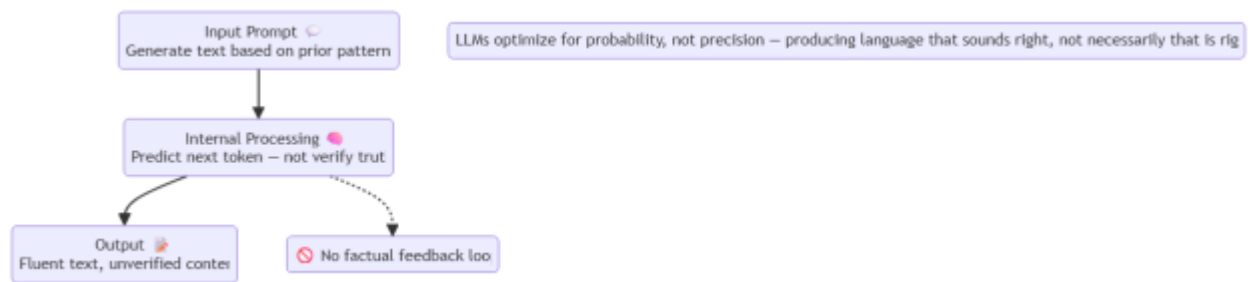 Input Prompt 💬
Generate text based on prior pattern
LLMs optimize for probability, not precision — producing language that sounds right, not necessarily that is rig
Internal Processing 🧠
Predict next token — not verify trut
Output 📝
Fluent text, unverified conter
🚫 No factual feedback loo